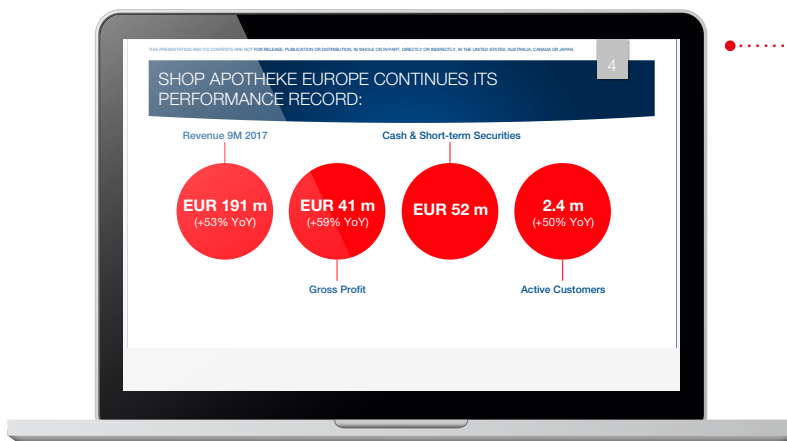 THIS PRESENTATION AND ITS CONTENTS ARE NOT FOR RELEASE, PUBLICATION OR DISTRIBUTION, IN WHOLE OR IN PART, DIRECTLY OR INDIRECTLY, IN THE UNITED STATES, AUSTRALIA, CANADA OR JAPAN.
4
SHOP APOTHEKE EUROPE CONTINUES ITS
PERFORMANCE RECORD:
Revenue 9M 2017
Cash & Short-term Securities
EUR 191 m
(+53% YoY)
EUR 41 m
(+59% YoY)
EUR 52 m
2.4 m
(+50% YoY)
Gross Profit
Active Customers